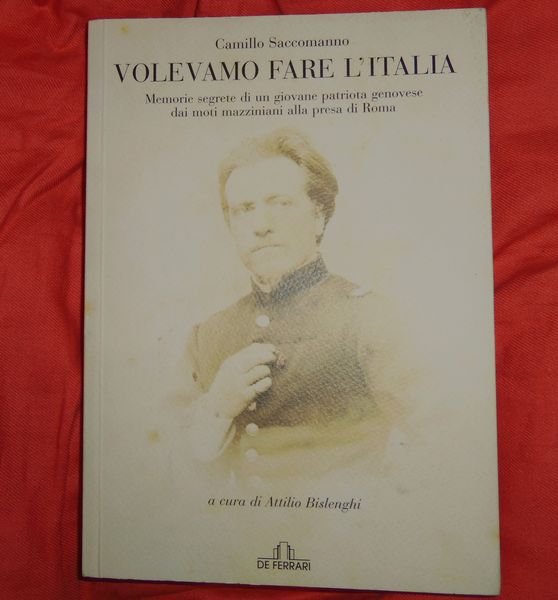 Camillo Saccomanno
VOLEVAMO FARE L'ITALIA
Memorie segrete di un giovane patriota genovese
dai moti mazziniani alla presa di Roma
a cura di Attilio Bislenghi
DE FERRARI